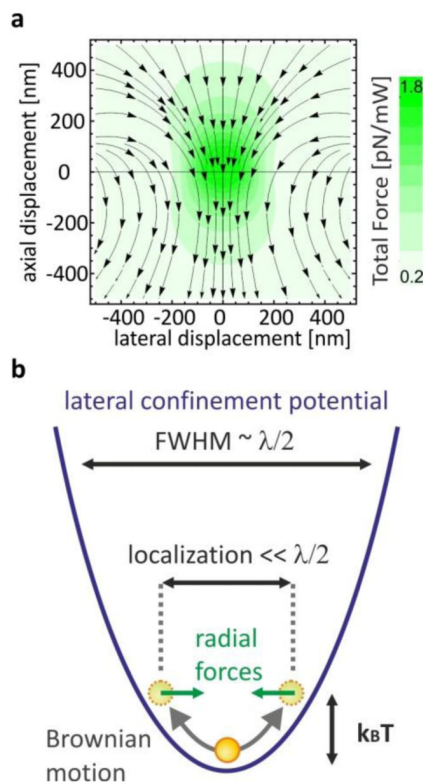 a
axial displacement [nm]
400
200
0
-200
-400
-400 -200 0 200 400
lateral displacement [nm]
1.8
0.2
Total Force [pN/mW]
b
lateral confinement potential
FWHM ~ λ/2
localization << λ/2
radial
forces
Brownian
motion
kBT